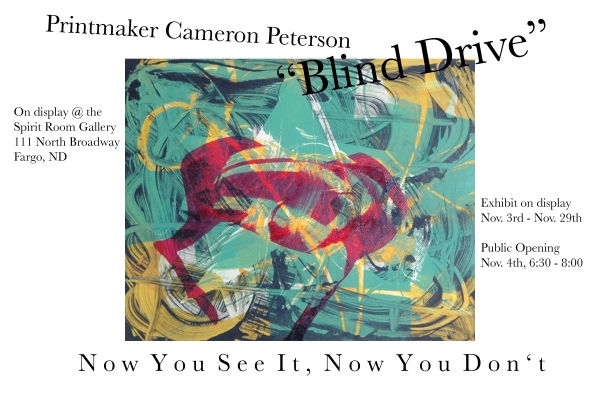 Printmaker Cameron Peterson
“Blind Drive”
On display @ the
Spirit Room Gallery
111 North Broadway
Fargo, ND
Exhibit on display
Nov. 3rd - Nov. 29th
Public Opening
Nov. 4th, 6:30 - 8:00
Now You See It, Now You Don‘t